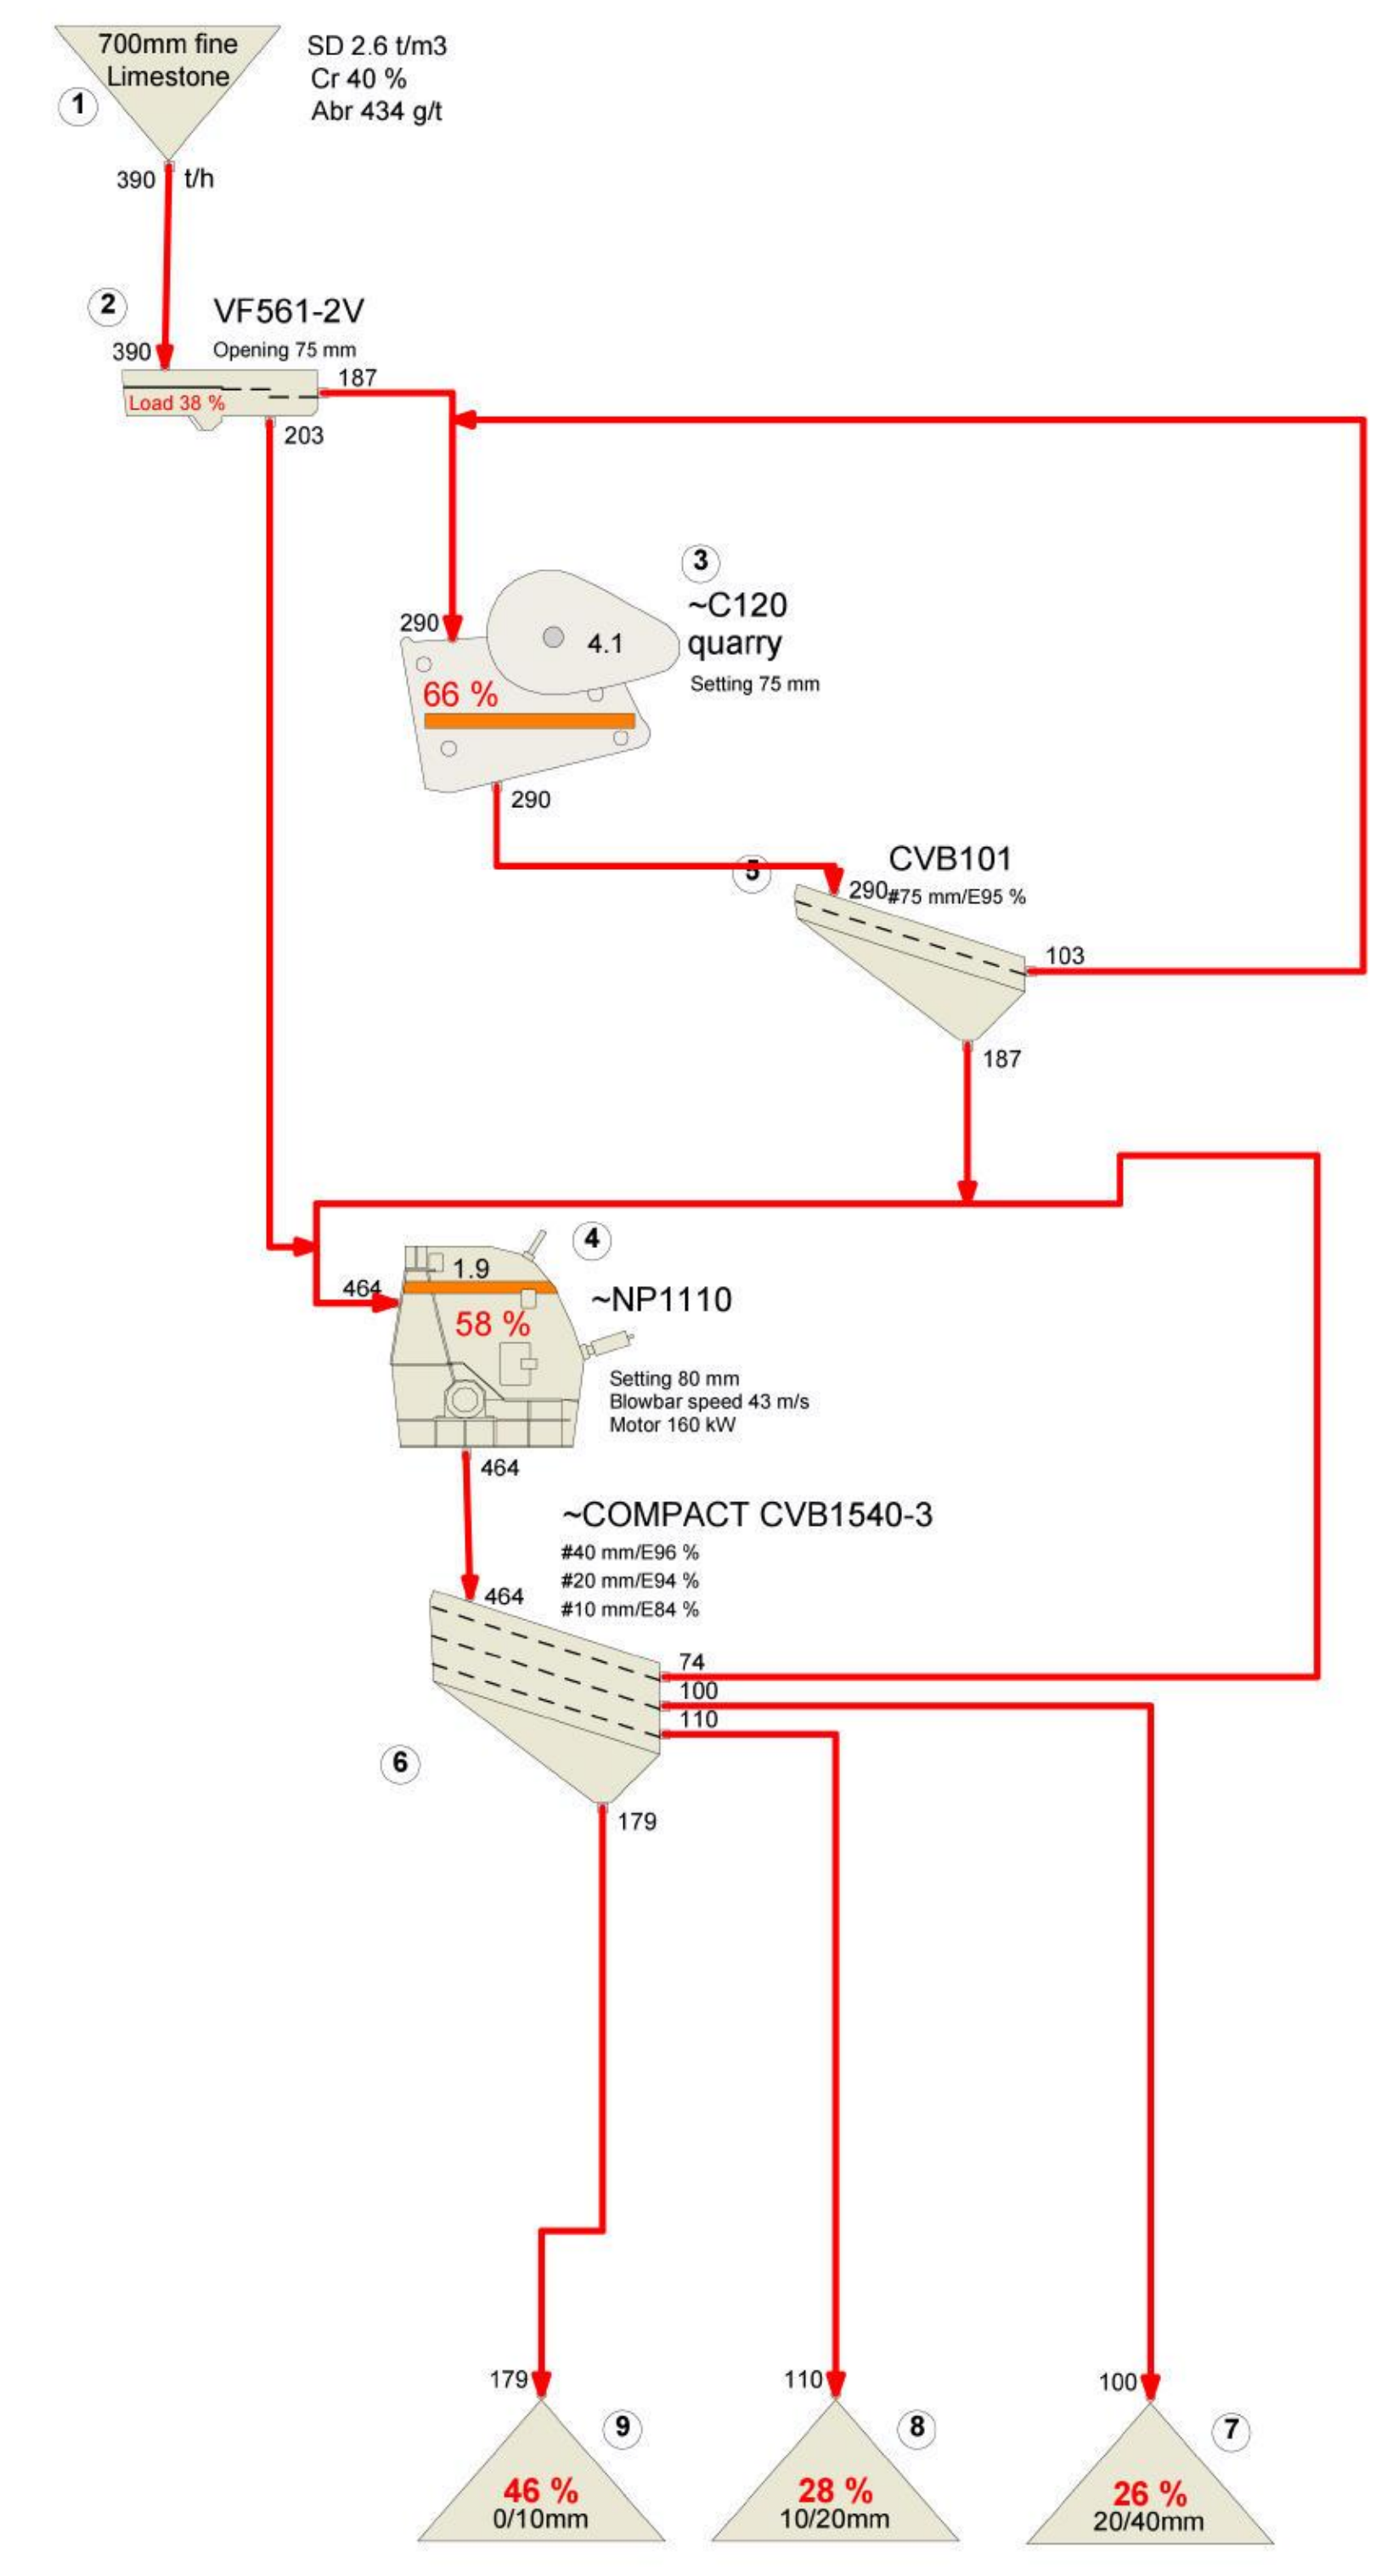 700mm fine
Limestone
SD 2.6 t/m3
Cr 40 %
Abr 434 g/t
1
390 t/h
2
VF561-2V
Opening 75 mm
390
187
Load 38 %
203
3
~C120
quarry
Setting 75 mm
290
4.1
66 %
290
5
CVB101
290
#75 mm/E95 %
103
187
4
1.9
464
~NP1110
58 %
Setting 80 mm
Blowbar speed 43 m/s
Motor 160 kW
464
~COMPACT CVB1540-3
#40 mm/E96 %
#20 mm/E94 %
#10 mm/E84 %
464
74
100
110
6
179
179
110
100
9
8
7
46 %
0/10mm
28 %
10/20mm
26 %
20/40mm